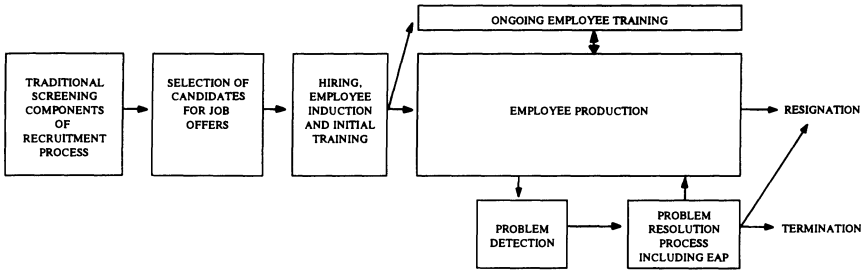 ONGOING EMPLOYEE TRAINING
TRADITIONAL
SCREENING
COMPONENTS
OF
RECRUITMENT
PROCESS
SELECTION OF
CANDIDATES
FOR JOB
OFFERS
HIRING,
EMPLOYEE
INDUCTION
AND INITIAL
TRAINING
EMPLOYEE PRODUCTION
RESIGNATION
PROBLEM
DETECTION
PROBLEM
RESOLUTION
PROCESS
INCLUDING EAP
TERMINATION